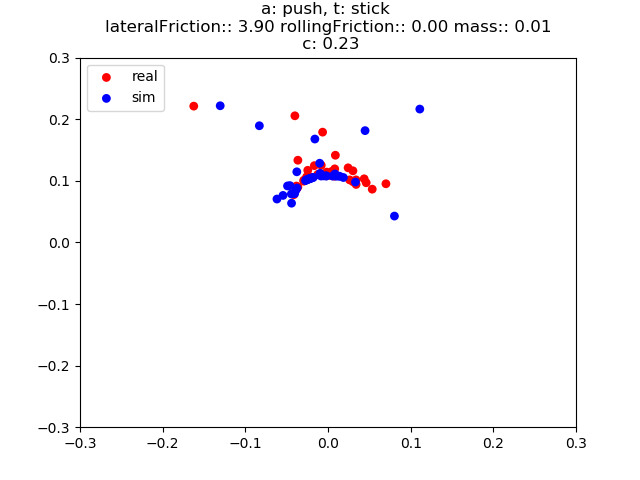 a: push, t: stick
lateralFriction:: 3.90 rollingFriction:: 0.00 mass:: 0.01
c: 0.23
real
sim
0.3
0.2
0.1
0.0
−0.1
−0.2
−0.3
−0.3
−0.2
−0.1
0.0
0.1
0.2
0.3